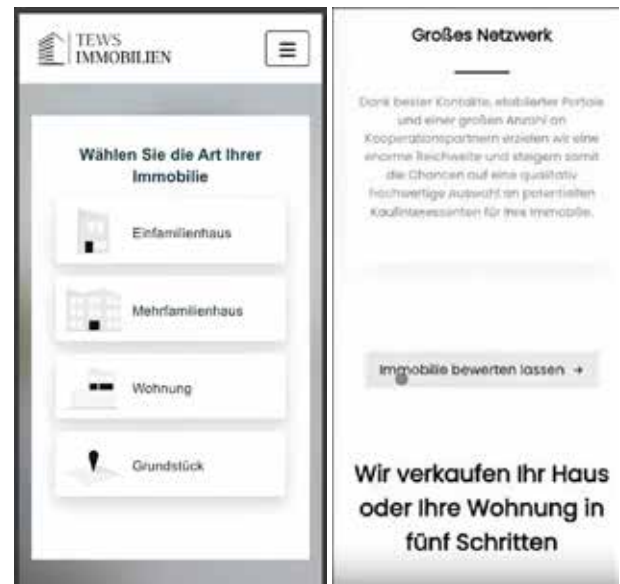 TEWS
IMMOBILIEN
Wählen Sie die Art Ihrer
Immobilie
Einfamilienhaus
Mehrfamilienhaus
Wohnung
Grundstück
Großes Netzwerk
Dank bester Kontakte, etablierter Portale
und einer großen Anzahl an
Kooperationspartnern erzielen wir eine
enorme Reichweite und steigern somit
die Chancen auf eine qualitativ
hochwertige Auswahl an potentiellen
Kaufinteressenten für Ihre Immobilie.
Immobilie bewerten lassen →
Wir verkaufen Ihr Haus
oder Ihre Wohnung in
fünf Schritten